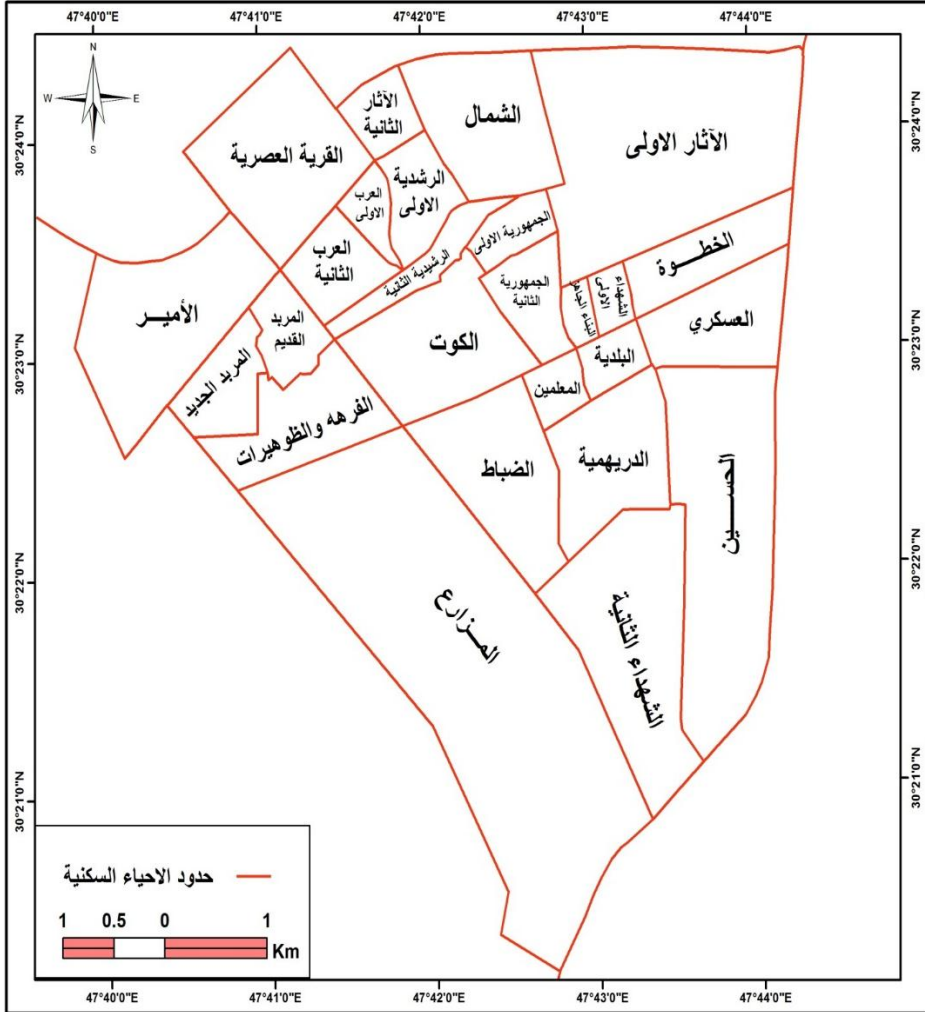 47°40'0"E
47°41'0"E
47°42'0"E
47°43'0"E
47°44'0"E
N
W
E
S
30°24'0"N
30°24'0"N
30°23'0"N
30°23'0"N
30°22'0"N
30°22'0"N
30°21'0"N
30°21'0"N
الآثار
الثانية
الشمال
الآثار الاولى
القرية العصرية
الرشدية
الاولى
العرب
الاولى
العرب
الثانية
الرشيدية الثانية
الجمهورية الاولى
الجمهورية
الثانية
الخطوة
الشهداء
الاولى
البناء الجاهز
العسكري
الأميـر
المربد
القديم
المربد الجديد
الكوت
البلدية
المعلمين
الفرهه والظوهيرات
الضباط
الدريهمية
الحسـين
المـزارع
الشهداء الثانية
حدود الاحياء السكنية
1 0.5 0 1
Km
47°40'0"E
47°41'0"E
47°42'0"E
47°43'0"E
47°44'0"E